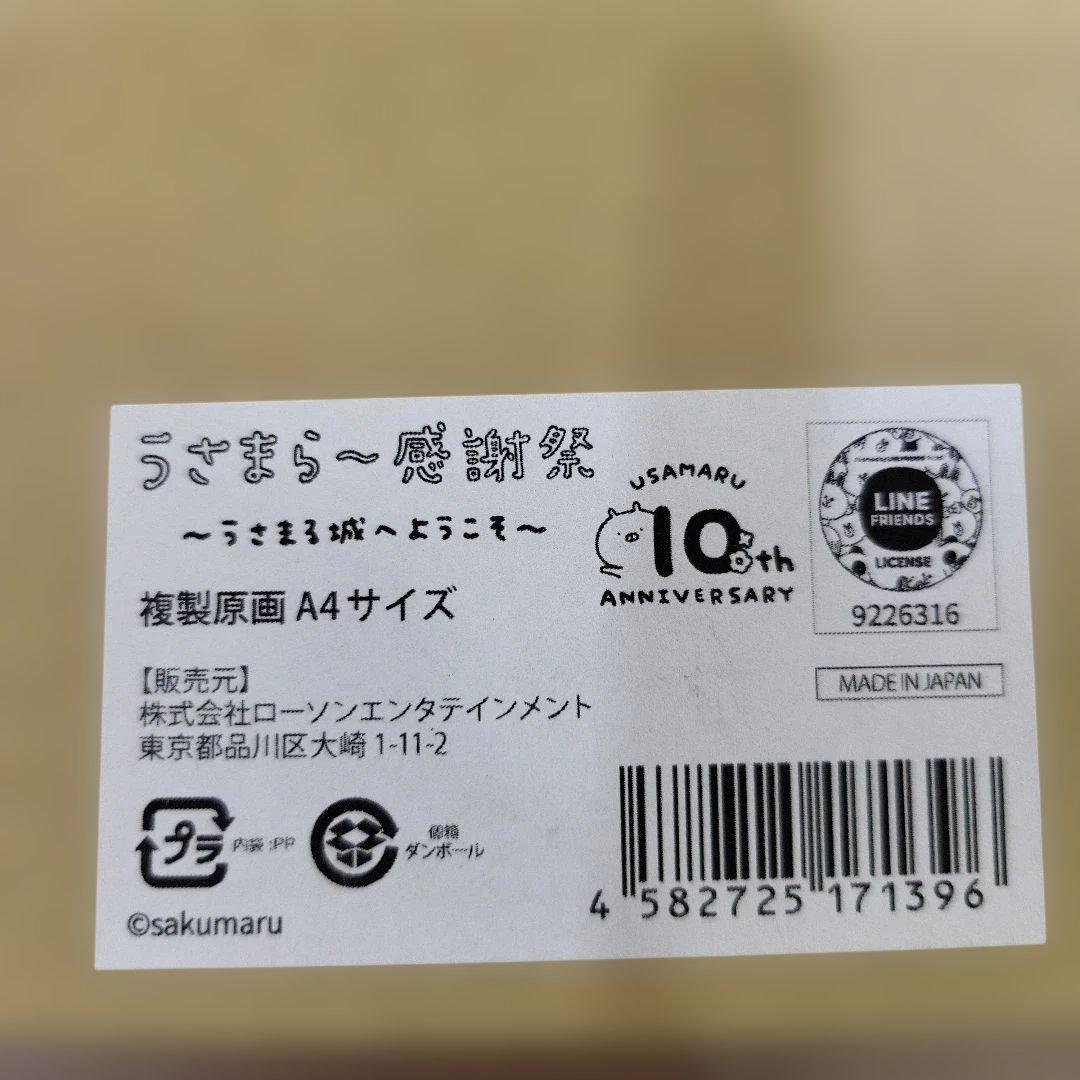 うさまら〜感謝祭
〜うさまる城へようこそ〜
複製原画 A4サイズ
USAMARU
10th
ANNIVERSARY
LINE
FRIENDS
LICENSE
9226316
MADE IN JAPAN
【販売元】
株式会社ローソンエンタテインメント
東京都品川区大崎 1-11-2
プラ
内袋:PP
個箱
ダンボール
©sakumaru
4 582725 171396